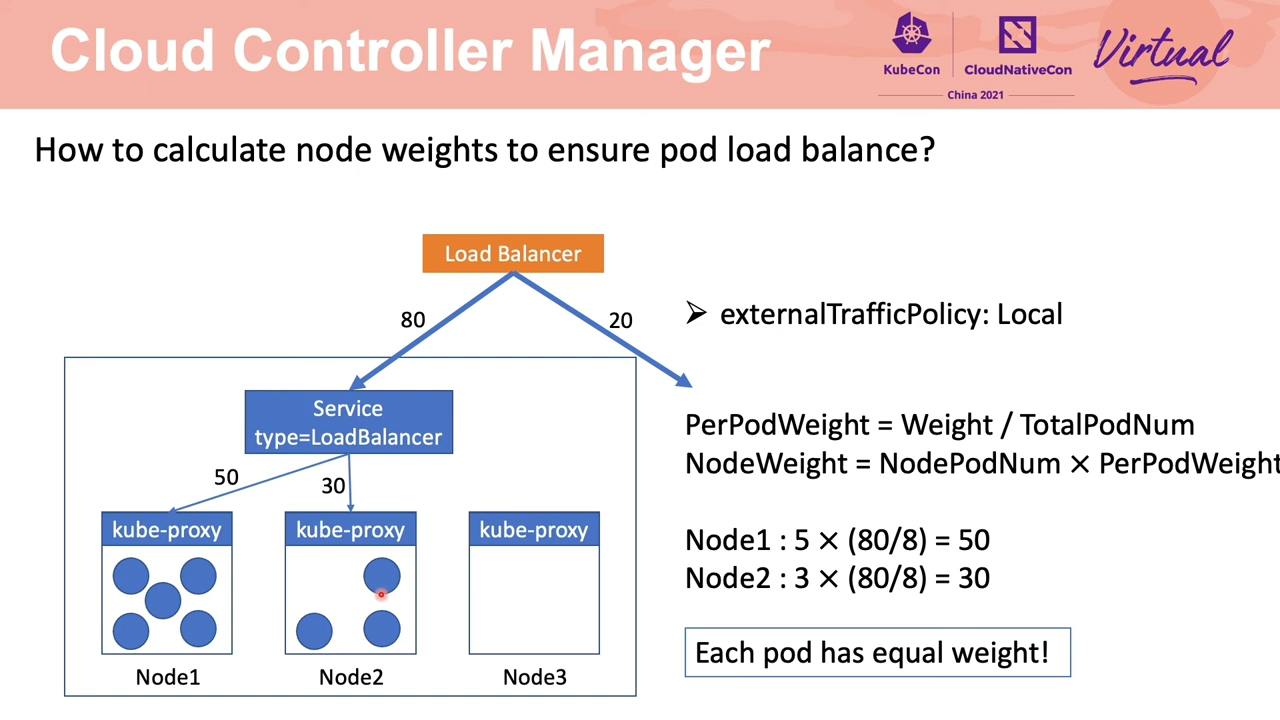 Cloud Controller Manager
KubeCon
CloudNativeCon
China 2021
Virtual
How to calculate node weights to ensure pod load balance?
Load Balancer
80
20
Service
type=LoadBalancer
50
30
kube-proxy
kube-proxy
kube-proxy
Node1
Node2
Node3
➢ externalTrafficPolicy: Local
PerPodWeight = Weight / TotalPodNum
NodeWeight = NodePodNum × PerPodWeight
Node1 : 5 × (80/8) = 50
Node2 : 3 × (80/8) = 30
Each pod has equal weight!